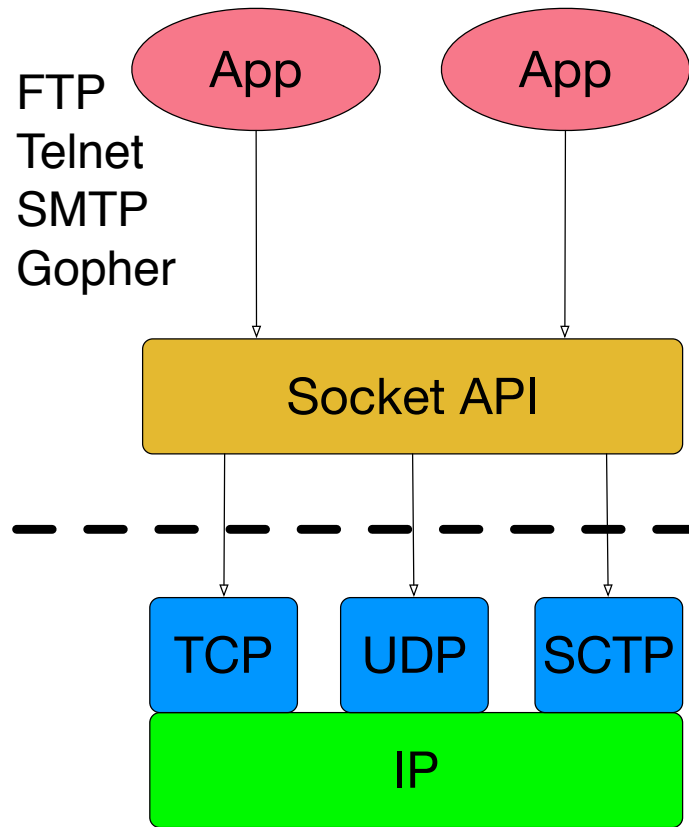 App
App
FTP
Telnet
SMTP
Gopher
Socket API
TCP
UDP
SCTP
IP